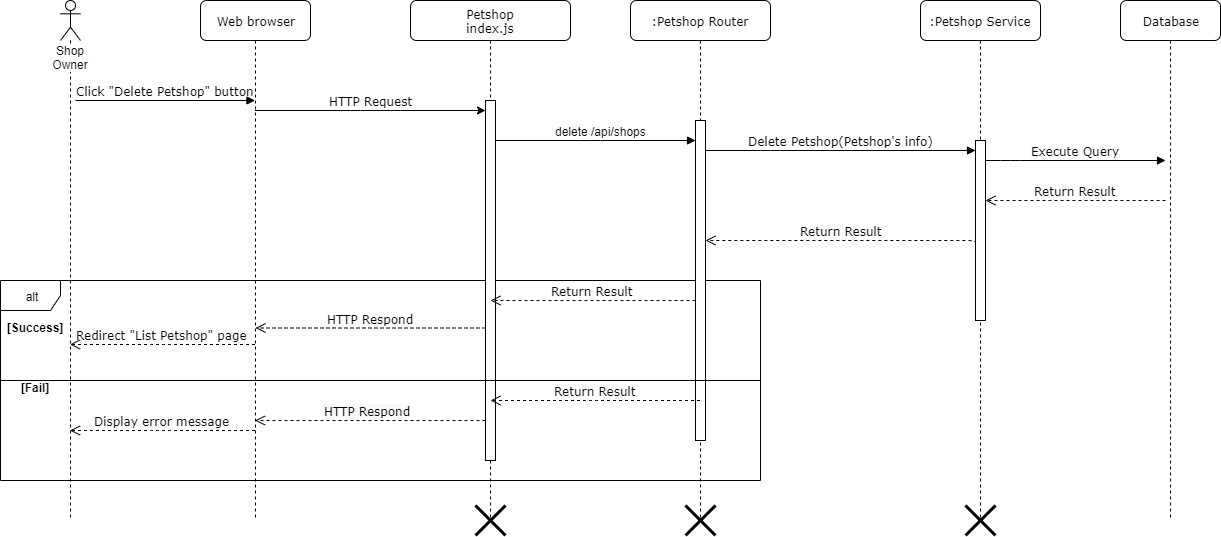 Shop
Owner
Web browser
Petshop
index.js
:Petshop Router
:Petshop Service
Database
Click "Delete Petshop" button
HTTP Request
delete /api/shops
Delete Petshop(Petshop's info)
Execute Query
Return Result
Return Result
alt
Return Result
[Success]
HTTP Respond
Redirect "List Petshop" page
[Fail]
Return Result
HTTP Respond
Display error message